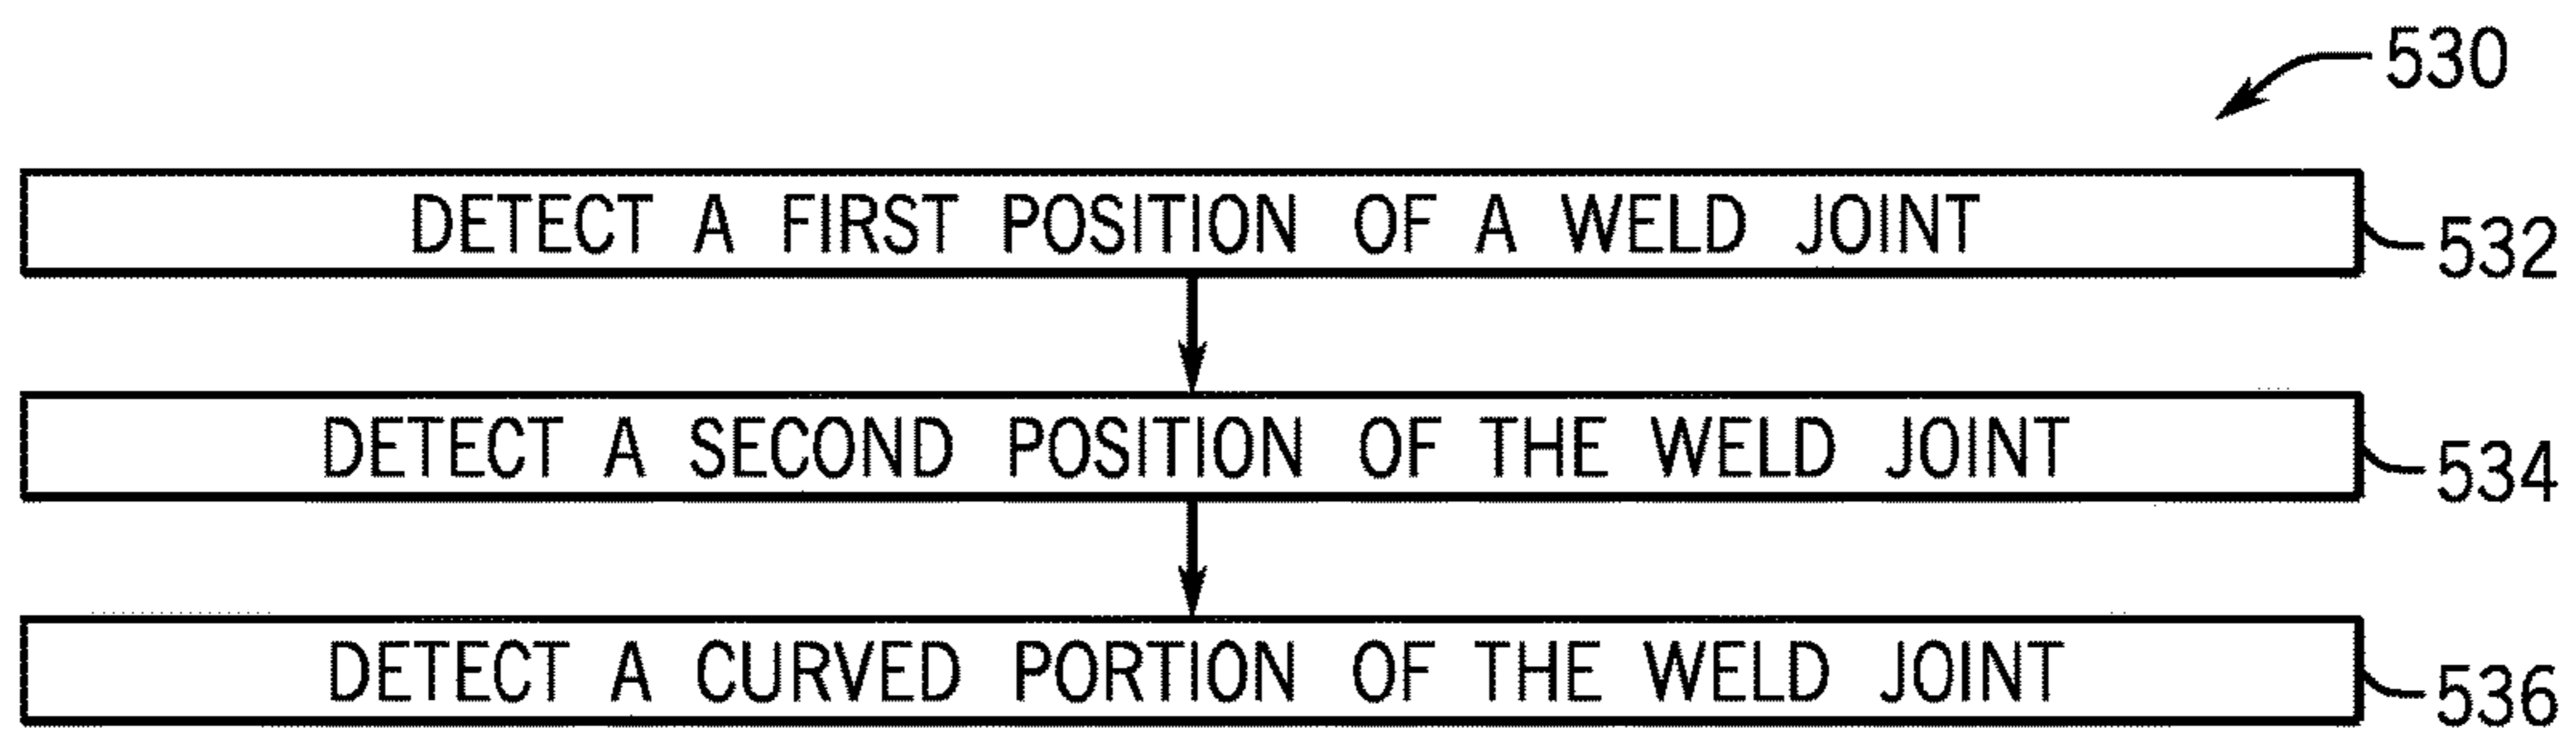 530
DETECT A FIRST POSITION OF A WELD JOINT
532
DETECT A SECOND POSITION OF THE WELD JOINT
534
DETECT A CURVED PORTION OF THE WELD JOINT
536